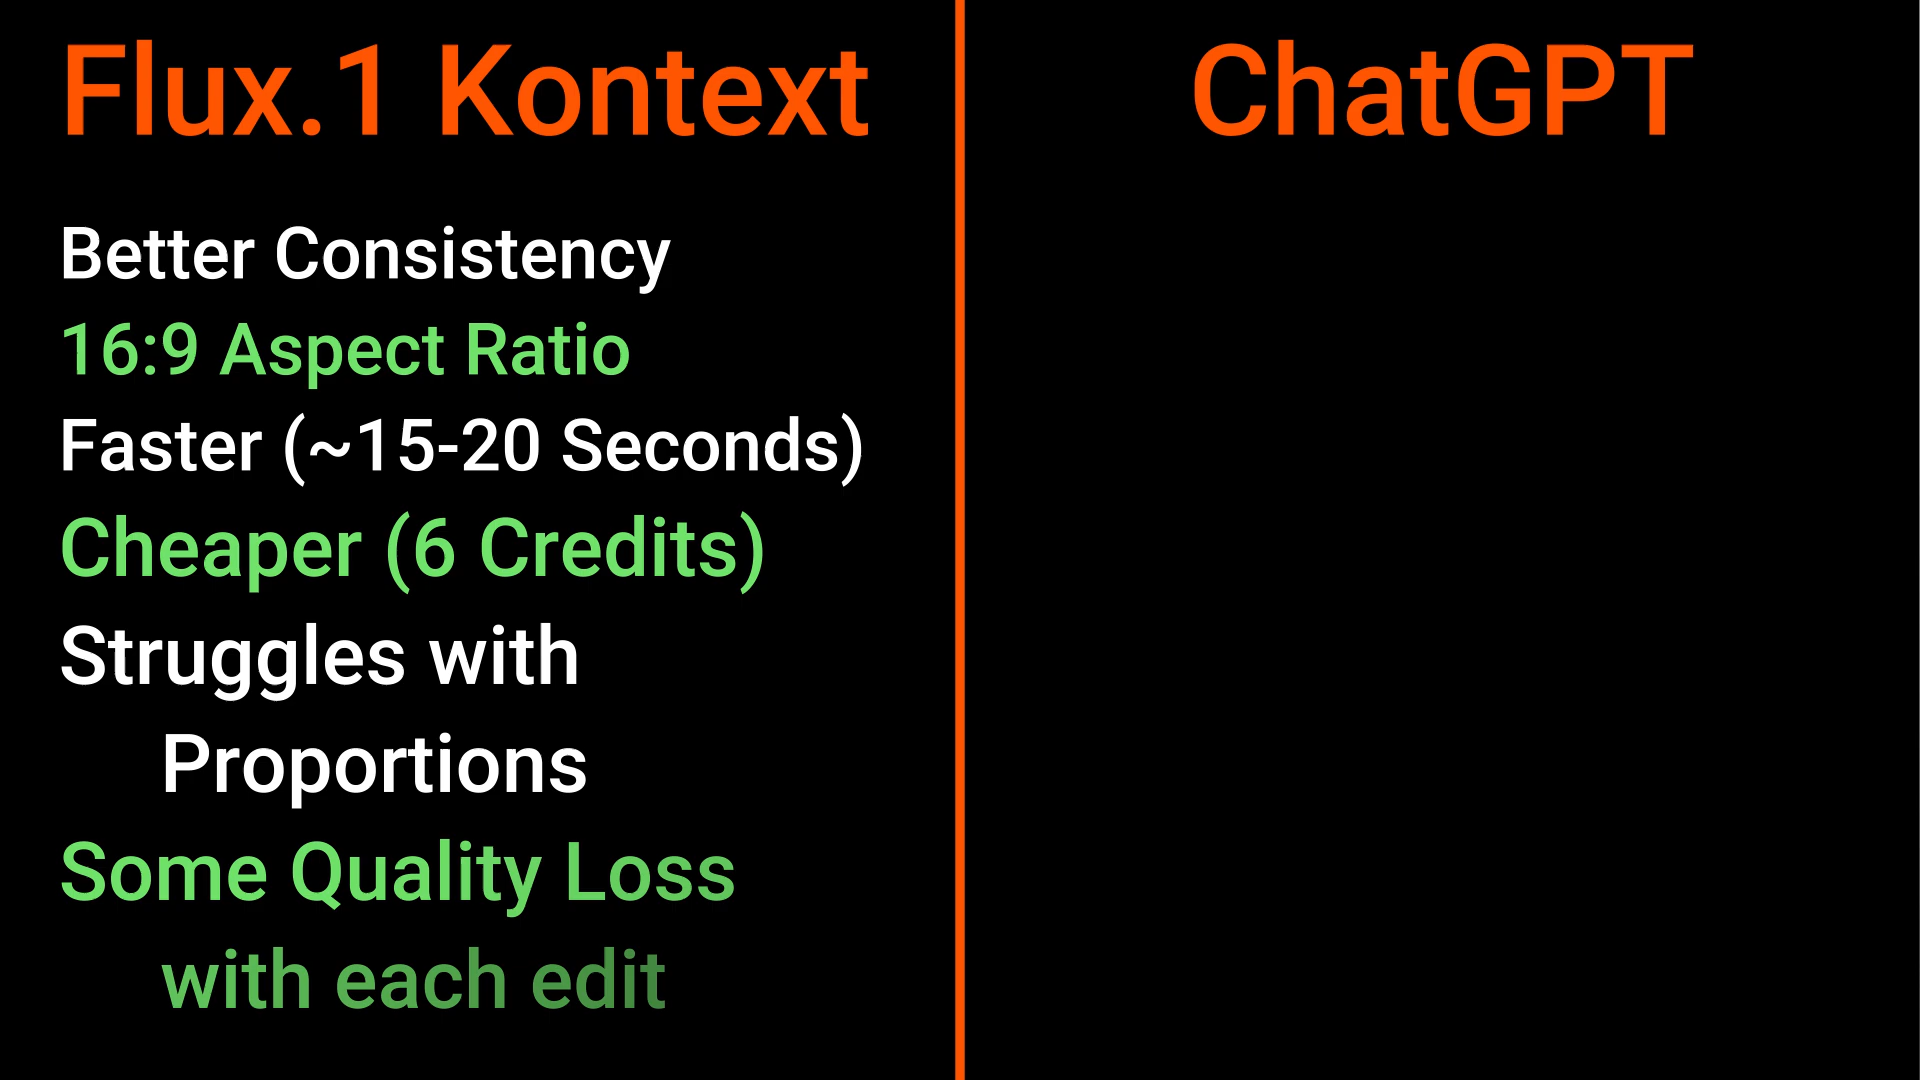 Flux.1 Kontext
Better Consistency
16:9 Aspect Ratio
Faster (~15-20 Seconds)
Cheaper (6 Credits)
Struggles with
Proportions
Some Quality Loss
with each edit
ChatGPT